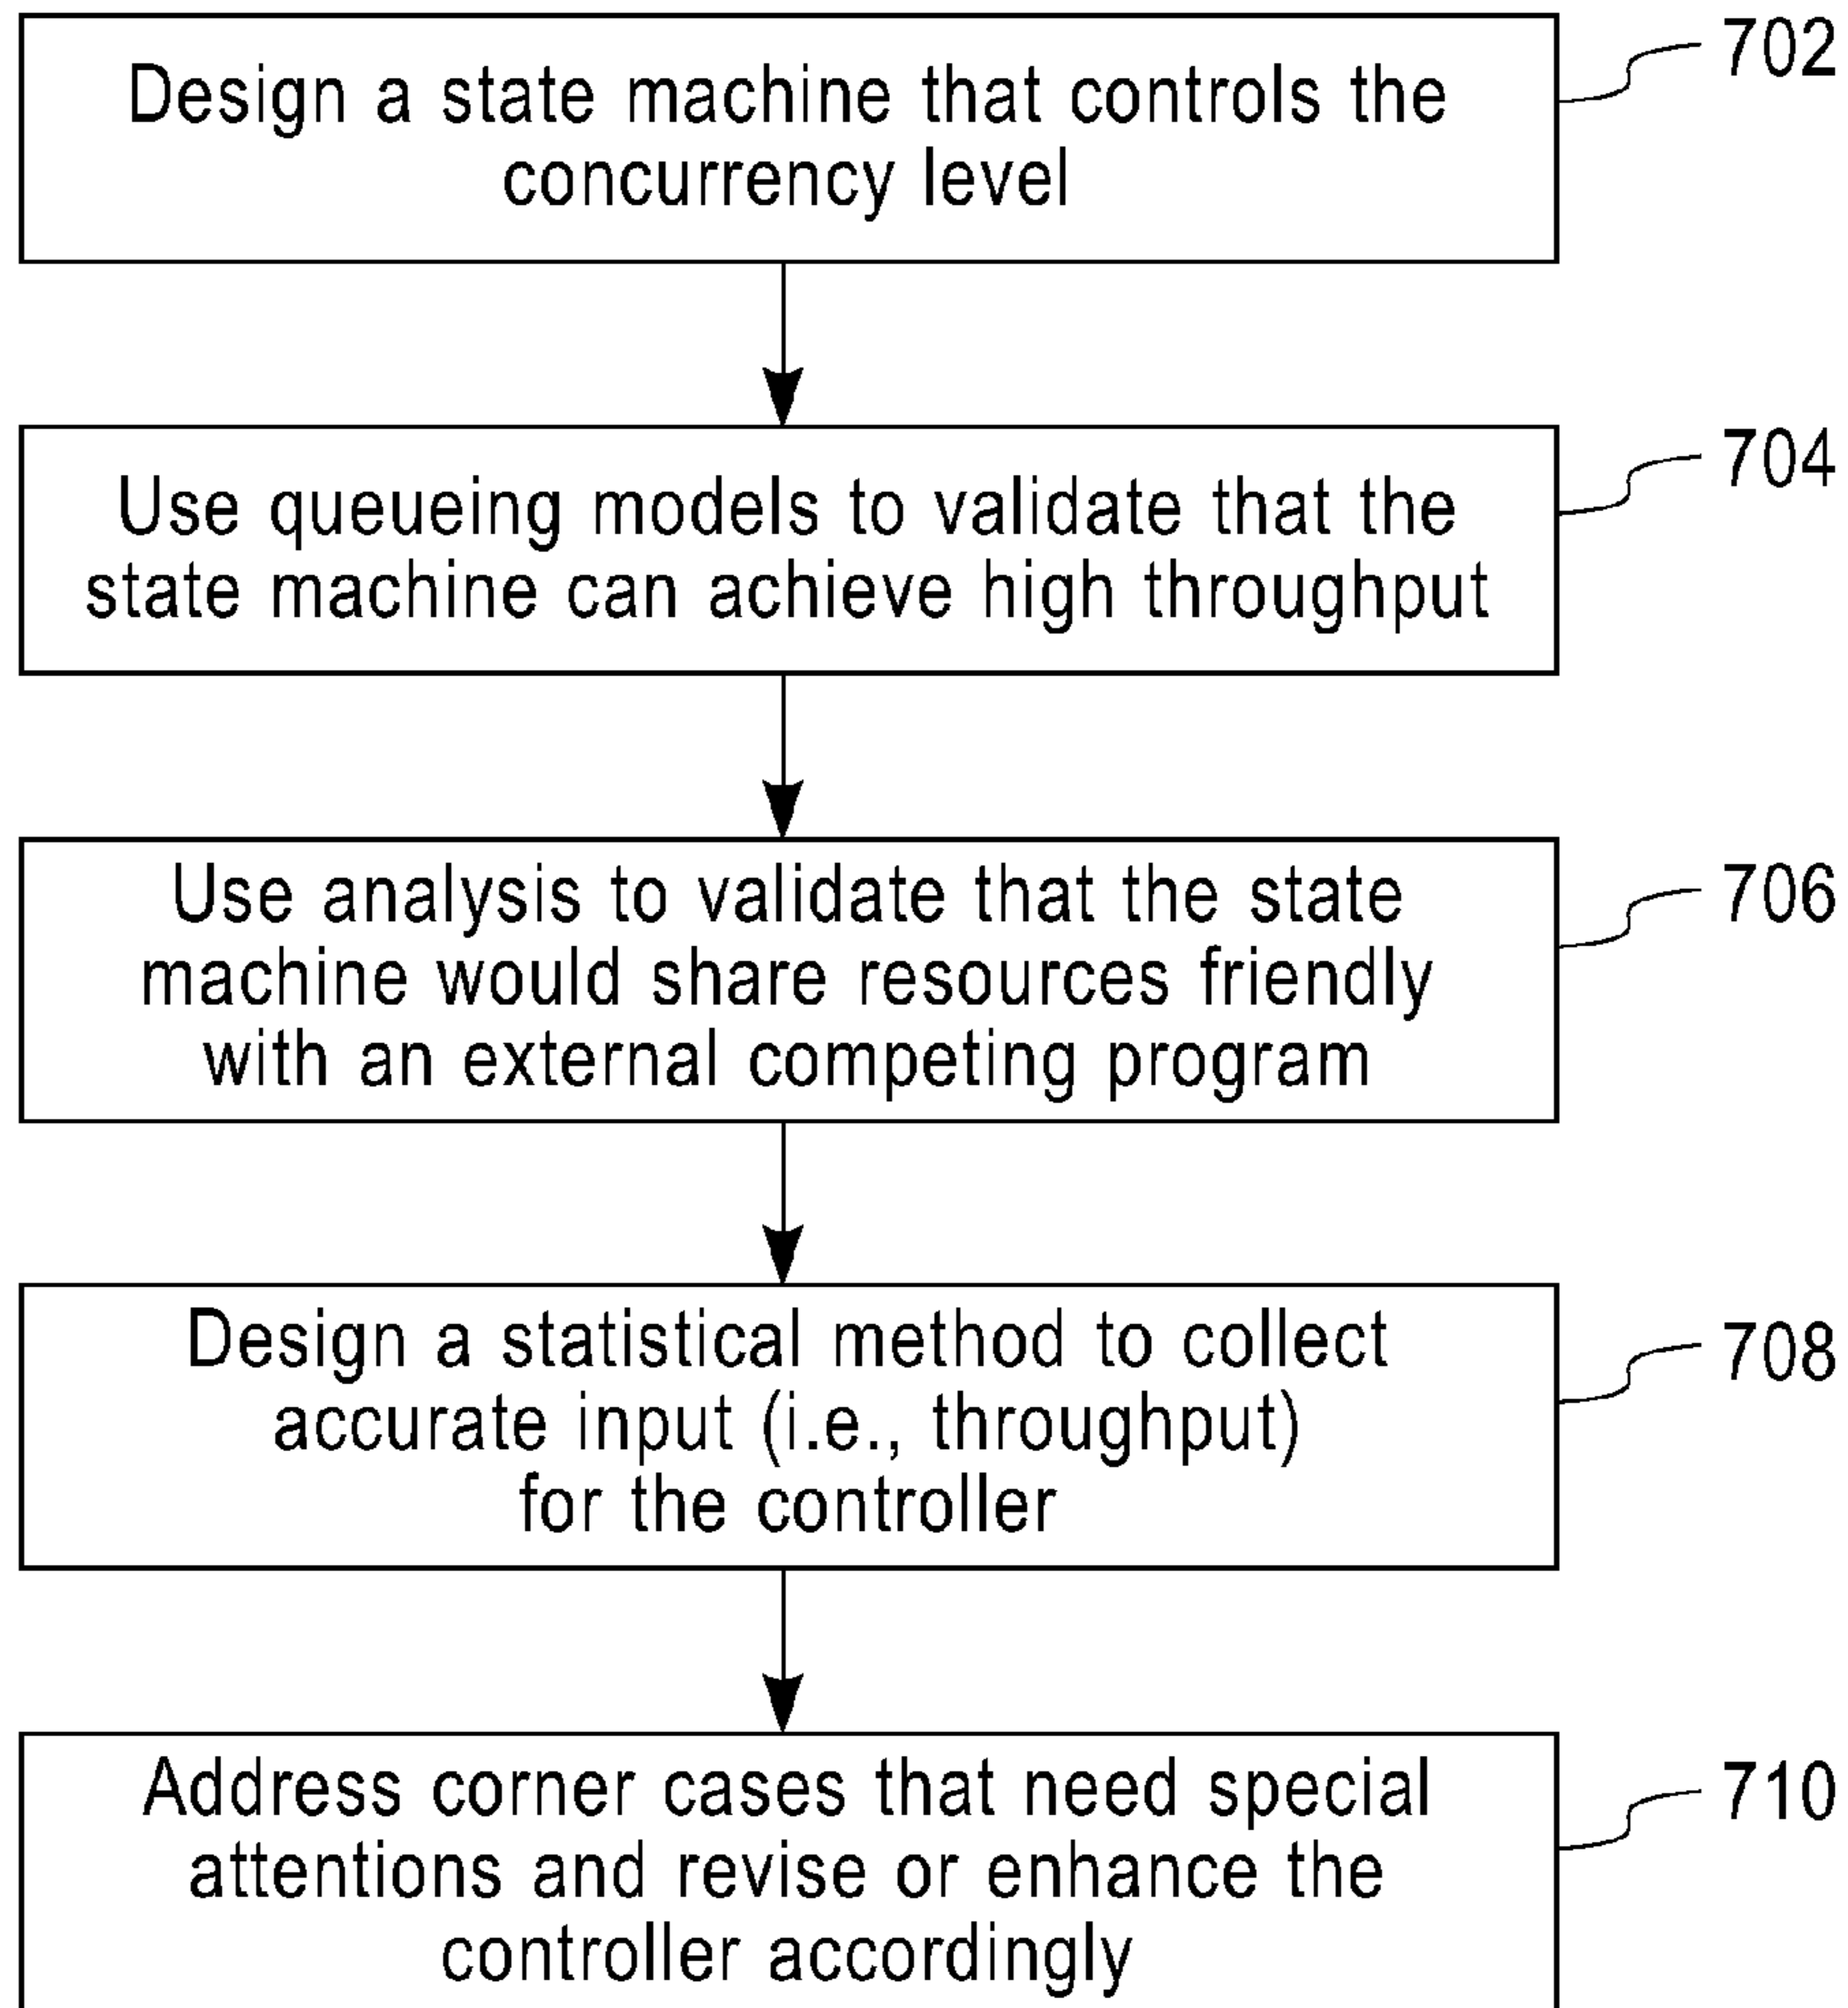 Design a state machine that controls the
concurrency level
702
Use queueing models to validate that the
state machine can achieve high throughput
704
Use analysis to validate that the state
machine would share resources friendly
with an external competing program
706
Design a statistical method to collect
accurate input (i.e., throughput)
for the controller
708
Address corner cases that need special
attentions and revise or enhance the
controller accordingly
710